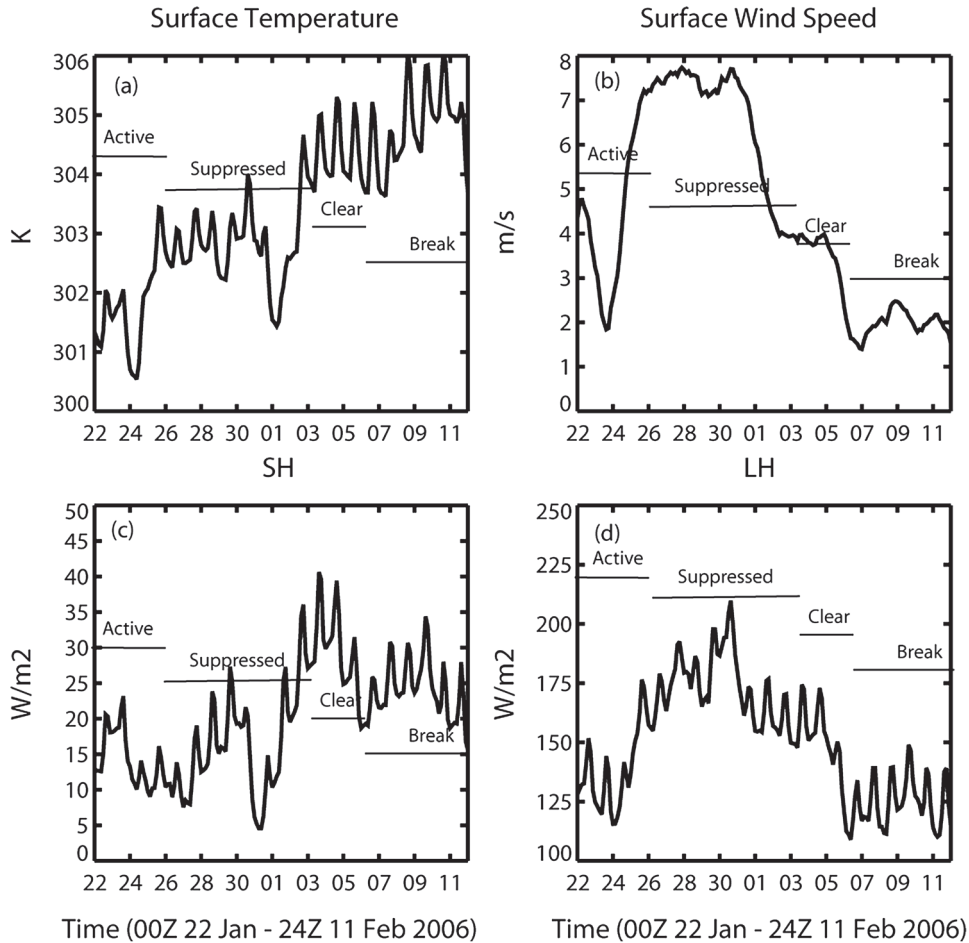 Surface Temperature
Surface Wind Speed
306
305
304
303
302
301
300
K
(a)
Active
Suppressed
Clear
Break
22 24 26 28 30 01 03 05 07 09 11
8
7
6
5
4
3
2
1
0
m/s
(b)
Active
Suppressed
Clear
Break
22 24 26 28 30 01 03 05 07 09 11
SH
LH
50
45
40
35
30
25
20
15
10
5
0
W/m2
(c)
Active
Suppressed
Clear
Break
22 24 26 28 30 01 03 05 07 09 11
Time (00Z 22 Jan - 24Z 11 Feb 2006)
250
225
200
175
150
125
100
W/m2
(d)
Active
Suppressed
Clear
Break
22 24 26 28 30 01 03 05 07 09 11
Time (00Z 22 Jan - 24Z 11 Feb 2006)